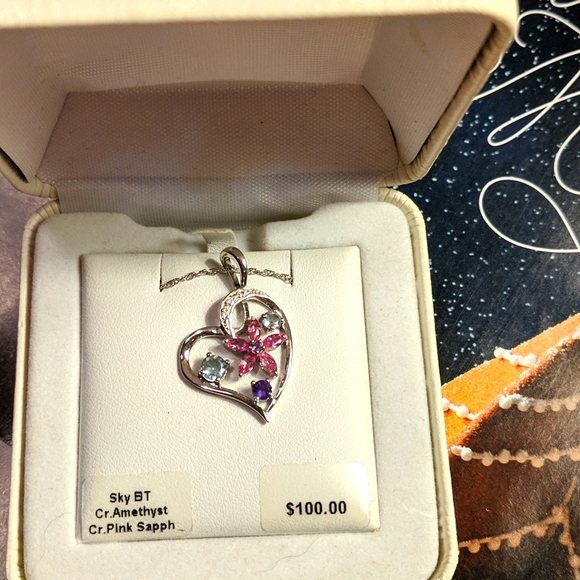 Sky BT
Cr.Amethyst
Cr.Pink Sapph
$100.00